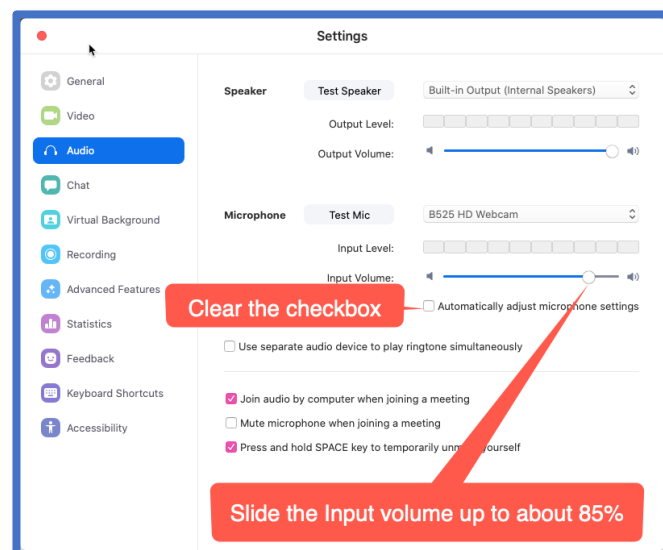 Settings
General
Video
Audio
Chat
Virtual Background
Recording
Advanced Features
Statistics
Feedback
Keyboard Shortcuts
Accessibility
Speaker
Test Speaker
Built-in Output (Internal Speakers)
Output Level:
Output Volume:
Microphone
Test Mic
B525 HD Webcam
Input Level:
Input Volume:
Clear the checkbox
Automatically adjust microphone settings
Use separate audio device to play ringtone simultaneously
Join audio by computer when joining a meeting
Mute microphone when joining a meeting
Press and hold SPACE key to temporarily yourself
Slide the Input volume up to about 85%